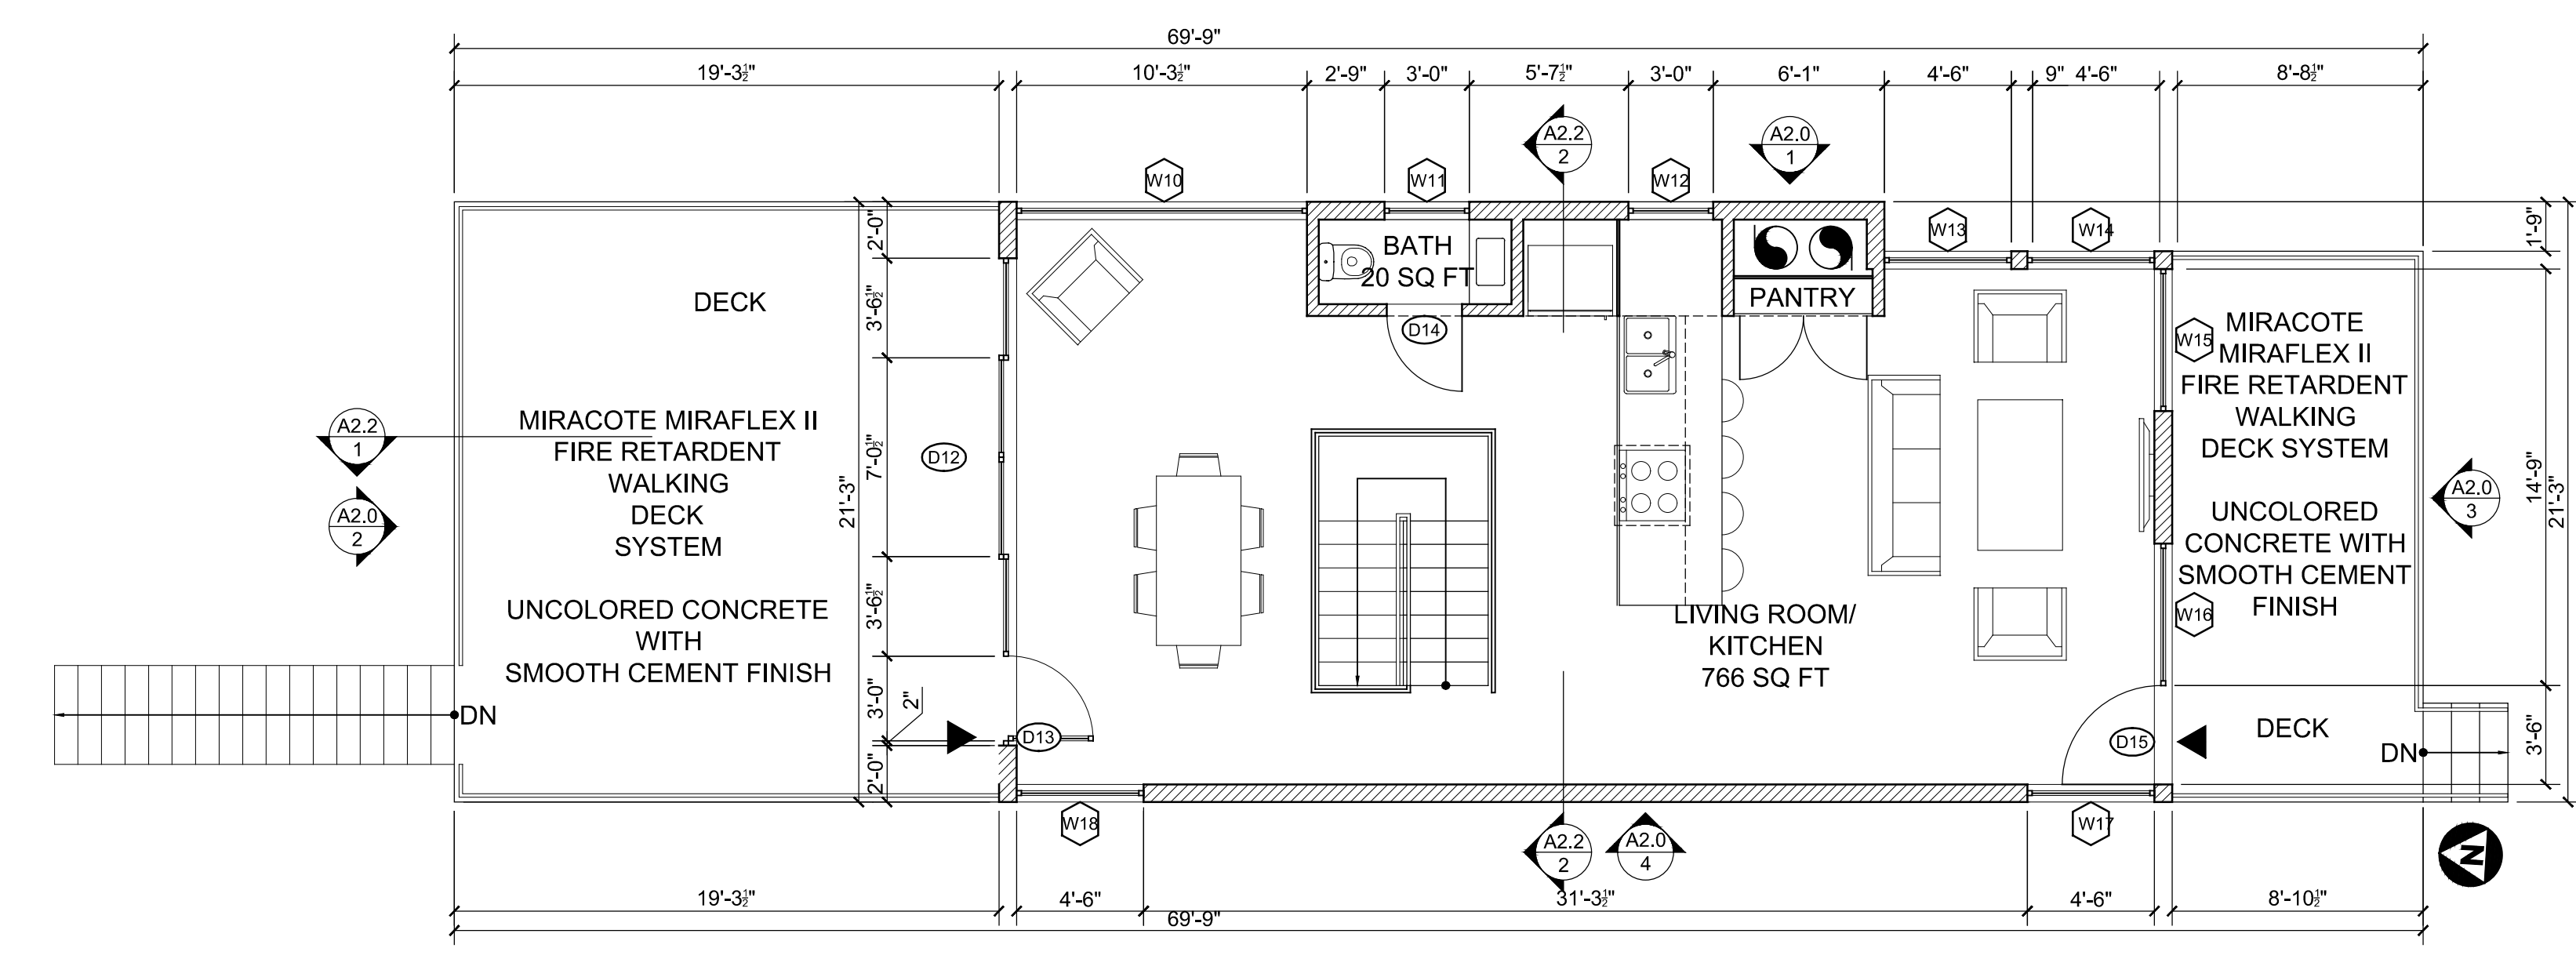 69'-9"
19'-3½" 10'-3½" 2'-9" 3'-0" 5'-7½" 3'-0" 6'-1" 4'-6" 9" 4'-6" 8'-8½"
A2.2
2
A2.0
1
W10 W11 W12
W13 W14
1'-9"
2'-0"
3'-6½"
7'-0½"
3'-6½"
3'-0"
2"
2'-0"
21'-3"
DECK
MIRACOTE MIRAFLEX II
FIRE RETARDENT
WALKING
DECK
SYSTEM
UNCOLORED CONCRETE
WITH
SMOOTH CEMENT FINISH
A2.2
1
A2.0
2
DN
D12
D13
BATH
20 SQ FT
D14
PANTRY
LIVING ROOM/
KITCHEN
766 SQ FT
W15
W16
D15
MIRACOTE
MIRAFLEX II
FIRE RETARDENT
WALKING
DECK SYSTEM
UNCOLORED
CONCRETE WITH
SMOOTH CEMENT
FINISH
DECK
DN
A2.0
3
14'-9"
21'-3"
3'-6"
W18
W17
A2.2
2
A2.0
4
N
19'-3½" 4'-6" 31'-3½" 4'-6" 8'-10½"
69'-9"